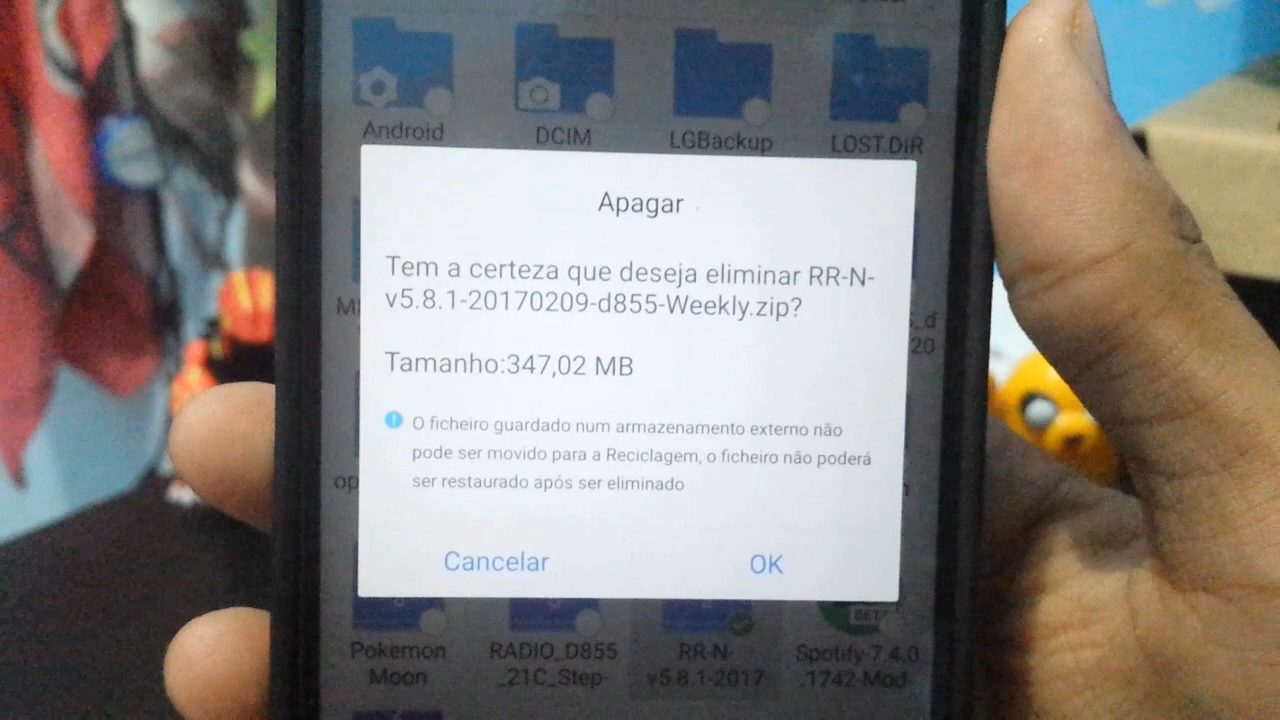 Android
DCIM
LGBackup
LOST.DIR
Apagar
Tem a certeza que deseja eliminar RR-N-
v5.8.1-20170209-d855-Weekly.zip?
Tamanho:347,02 MB
O ficheiro guardado num armazenamento externo não
pode ser movido para a Reciclagem, o ficheiro não poderá
ser restaurado após ser eliminado
Cancelar
OK
BETA
Pokemon
Moon
RADIO_D855
_21C_Step-
RR-N-
v5.8.1-2017
Spotify-7.4.0
.1742-Mod